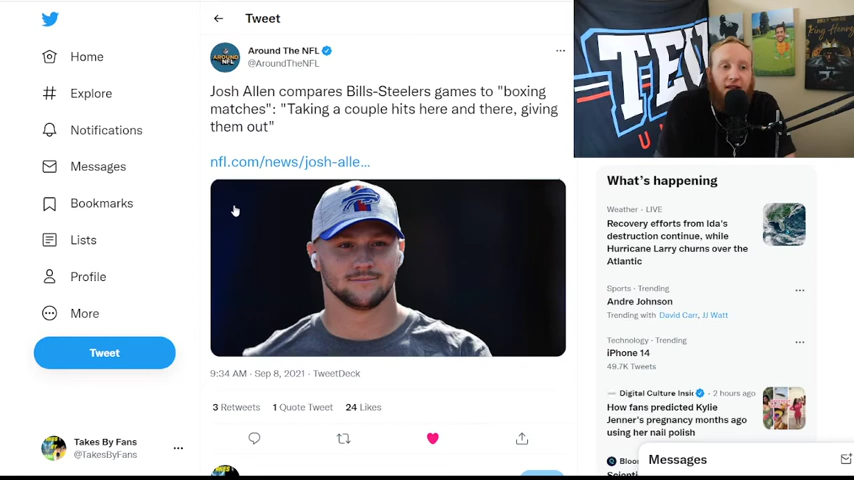 Home
Explore
Notifications
Messages
Bookmarks
Lists
Profile
More
Tweet
Takes By Fans
@TakesByFans
Tweet
Around The NFL
@AroundTheNFL
AROUND
NFL
Josh Allen compares Bills-Steelers games to "boxing
matches": "Taking a couple hits here and there, giving
them out"
nfl.com/news/josh-alle...
9:34 AM · Sep 8, 2021 · TweetDeck
3 Retweets 1 Quote Tweet 24 Likes
What's happening
Weather · LIVE
Recovery efforts from Ida's
destruction continue, while
Hurricane Larry churns over the
Atlantic
Sports · Trending
Andre Johnson
Trending with David Carr, JJ Watt
Technology · Trending
iPhone 14
49.7K Tweets
Digital Culture Insi · 2 hours ago
How fans predicted Kylie
Jenner's pregnancy months ago
using her nail polish
Bloo
Messages